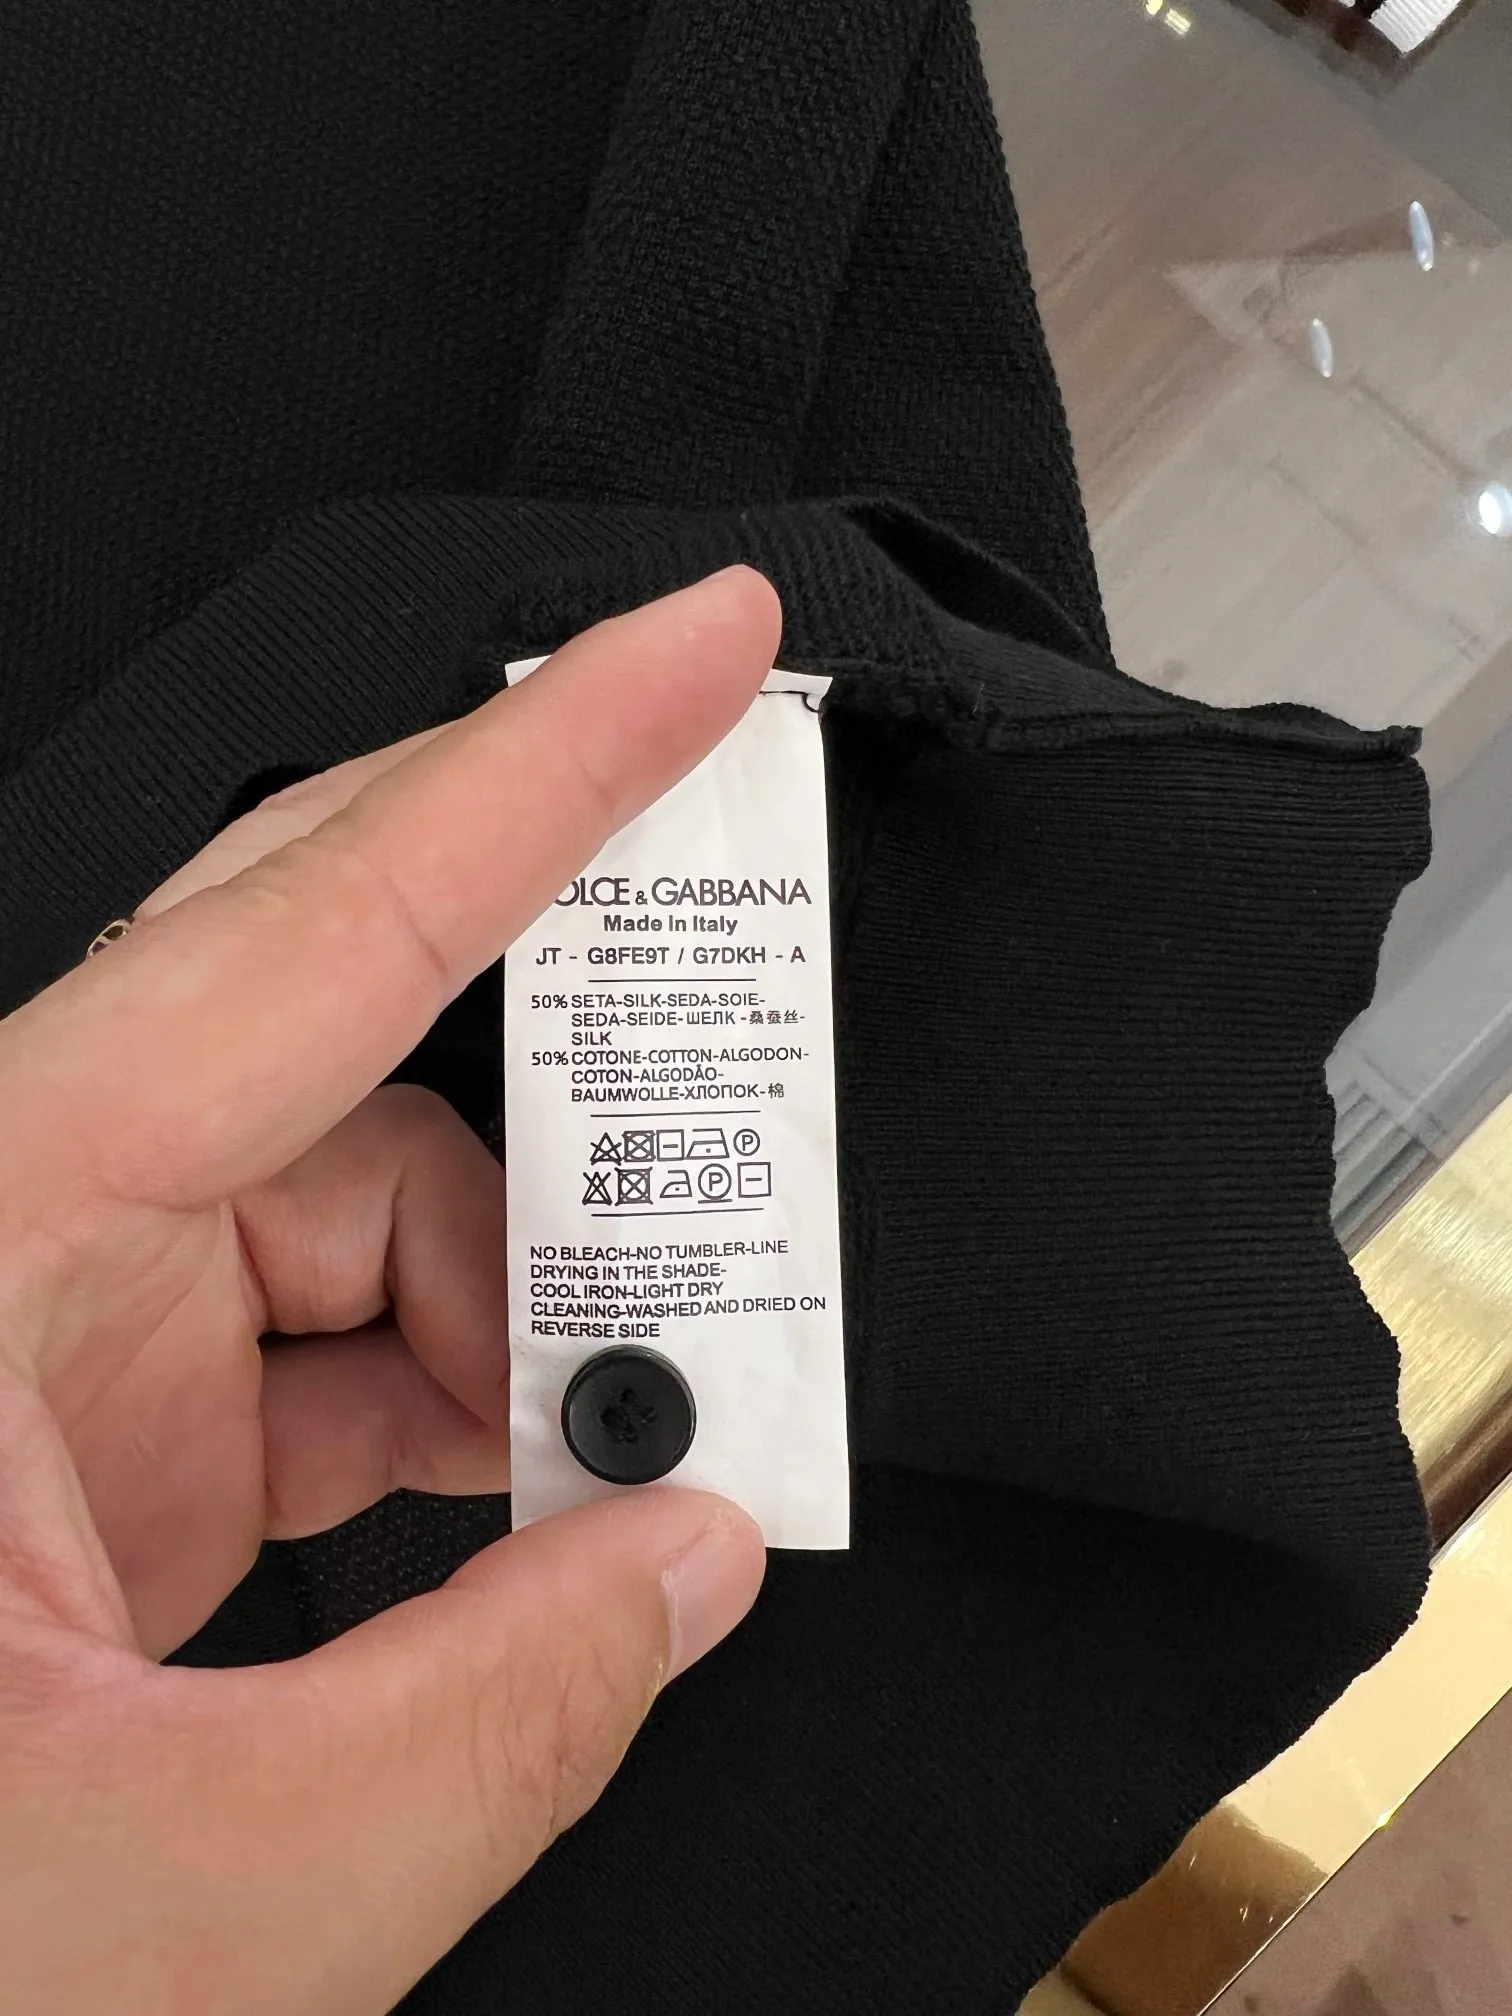 OLCE & GABBANA
Made In Italy
JT - G8FE9T / G7DKH - A
50% SETA-SILK-SEDA-SOIE-
SEDA-SEIDE-ШЕЛК-桑蚕丝-
SILK
50% COTONE-COTTON-ALGODON-
COTON-ALGODÃO-
BAUMWOLLE-ХЛОПОК-棉
P
P
NO BLEACH-NO TUMBLER-LINE
DRYING IN THE SHADE-
COOL IRON-LIGHT DRY
CLEANING-WASHED AND DRIED ON
REVERSE SIDE